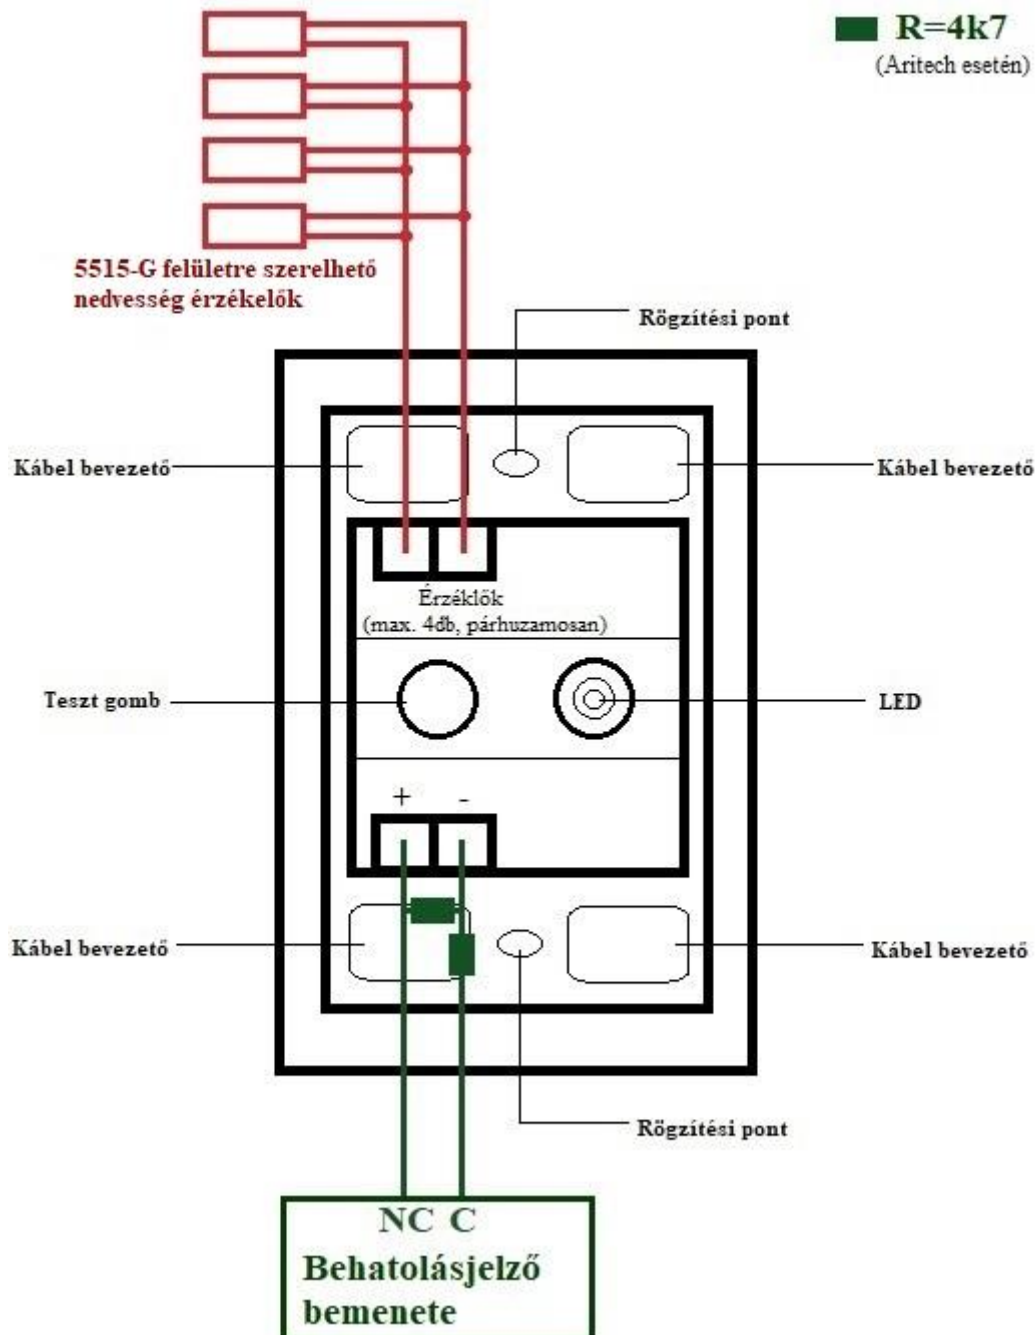 R=4k7
(Aritech esetén)
5515-G felületre szerelhető
nedvesség érzékelők
Rögzítési pont
Kábel bevezető
Kábel bevezető
Érzéklők
(max. 4db, párhuzamosan)
Teszt gomb
LED
+ -
Kábel bevezető
Kábel bevezető
Rögzítési pont
NC C
Behatolásjelző
bemenete